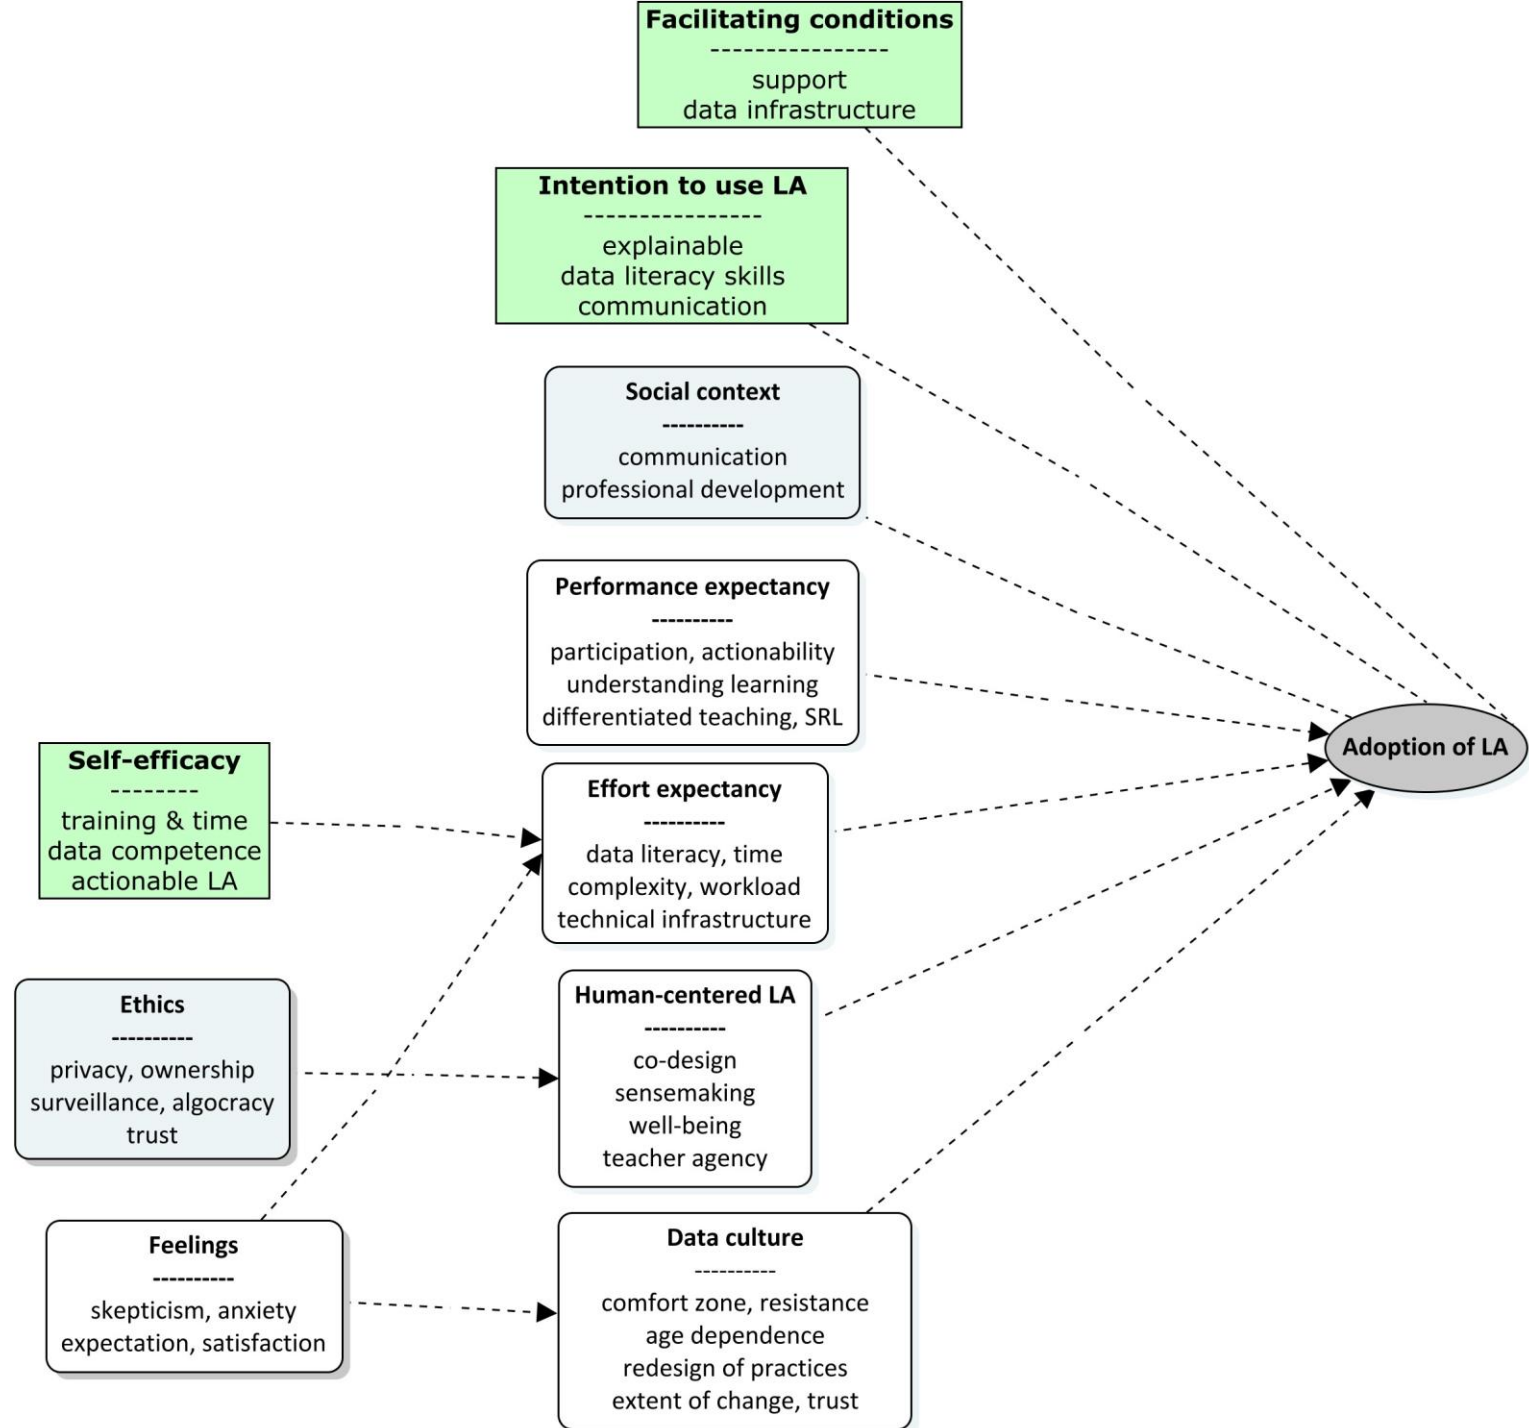 Facilitating conditions
----------------
support
data infrastructure
Intention to use LA
----------------
explainable
data literacy skills
communication
Social context
----------
communication
professional development
Performance expectancy
----------
participation, actionability
understanding learning
differentiated teaching, SRL
Adoption of LA
Self-efficacy
--------
training & time
data competence
actionable LA
Effort expectancy
----------
data literacy, time
complexity, workload
technical infrastructure
Ethics
----------
privacy, ownership
surveillance, algocracy
trust
Human-centered LA
----------
co-design
sensemaking
well-being
teacher agency
Feelings
----------
skepticism, anxiety
expectation, satisfaction
Data culture
----------
comfort zone, resistance
age dependence
redesign of practices
extent of change, trust